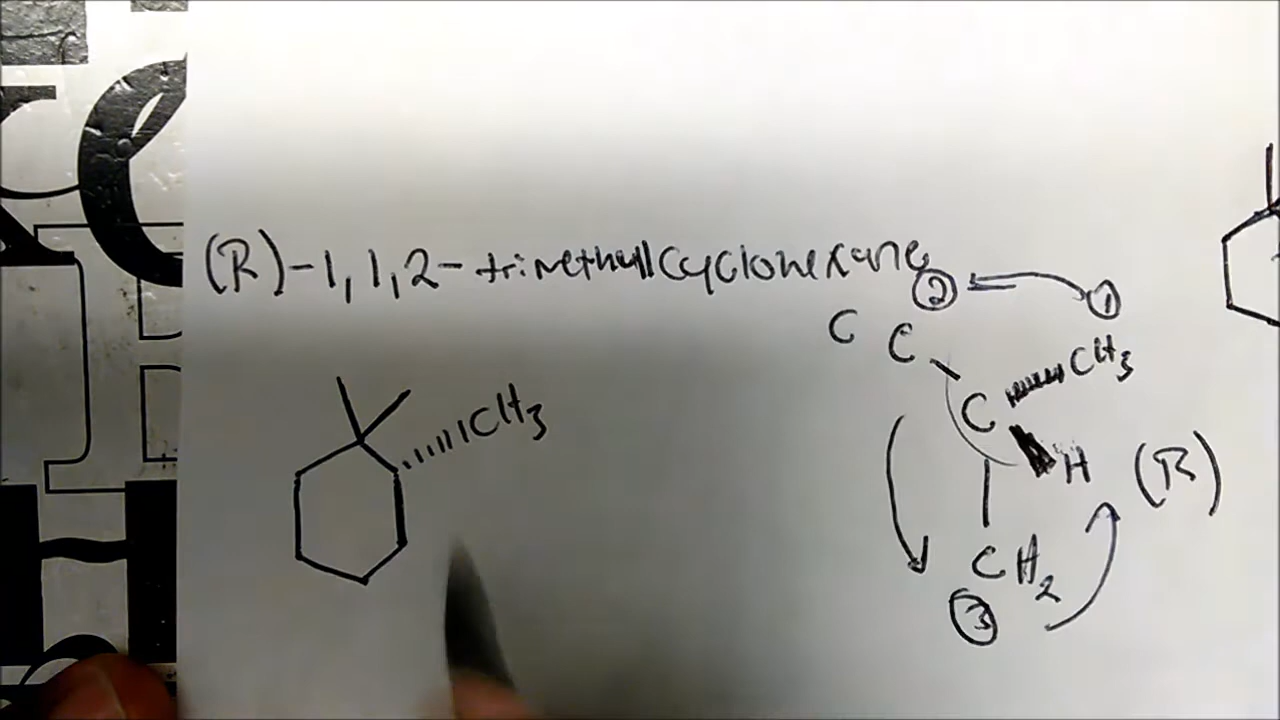 (R)-1,1,2-trimethylcyclohexane
② ①
C C
C CH3
CH3
H (R)
CH2
③